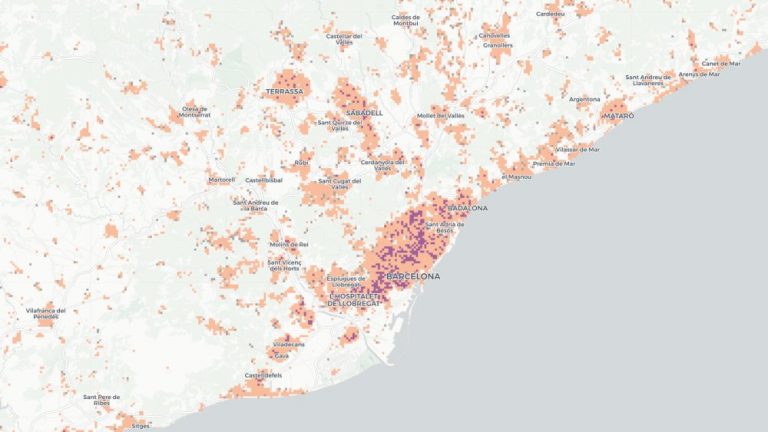 Cardedeu
Caldes de
Montbui
Castellar del
Vallès
Canovelles
Granollers
Canet de Mar
Sant Andreu de
Llavaneres
Arenys de Mar
TERRASSA
Argentona
Olesa de
Montserrat
SABADELL
Mollet del Vallès
MATARÓ
Sant Quirze del
Vallès
Vilassar de Mar
Rubí
Cerdanyola del
Vallès
Premià de Mar
el Masnou
Martorell
Castellbisbal
Sant Cugat del
Vallès
Sant Andreu de
la Barca
BADALONA
Sant Adrià de
Besòs
Molins de Rei
Sant Vicenç
dels Horts
Esplugues de
Llobregat
BARCELONA
L'HOSPITALET
DE LLOBREGAT
Vilafranca del
Penedès
Viladecans
Gavà
Castelldefels
Sant Pere de
Ribes
Sitges